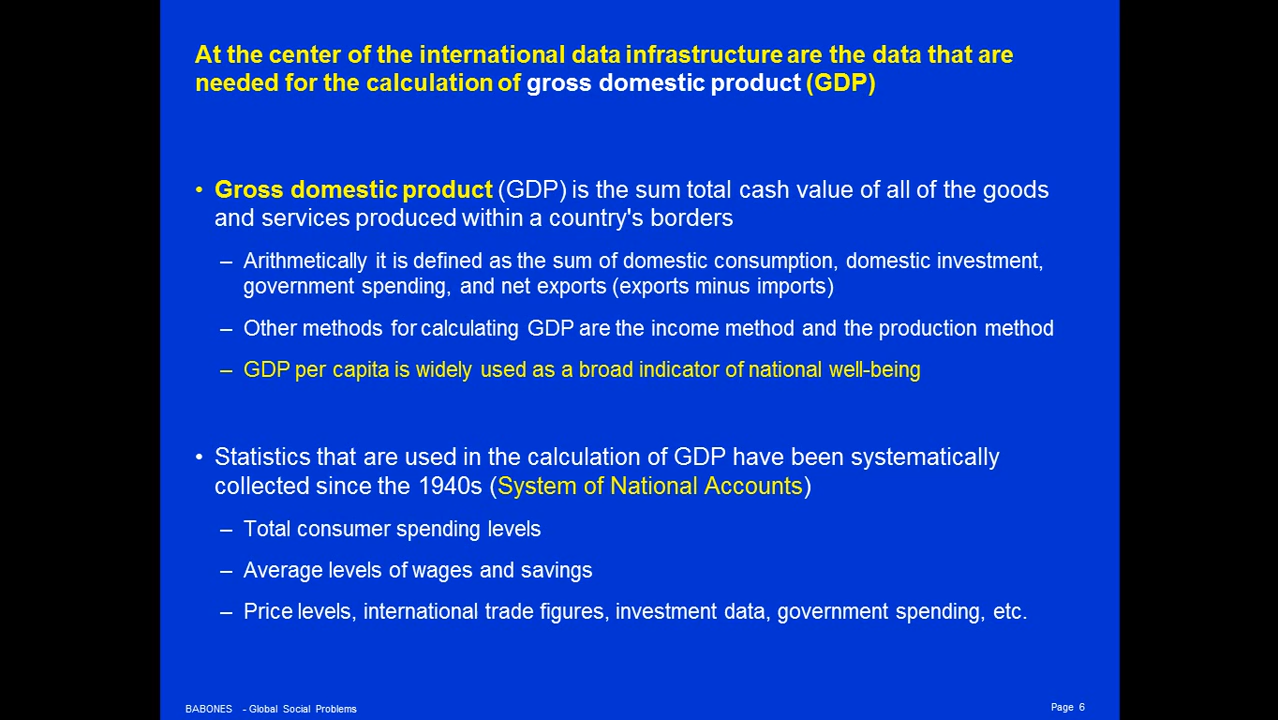 At the center of the international data infrastructure are the data that are
needed for the calculation of gross domestic product (GDP)
• Gross domestic product (GDP) is the sum total cash value of all of the goods
and services produced within a country's borders
– Arithmetically it is defined as the sum of domestic consumption, domestic investment,
government spending, and net exports (exports minus imports)
– Other methods for calculating GDP are the income method and the production method
– GDP per capita is widely used as a broad indicator of national well-being
• Statistics that are used in the calculation of GDP have been systematically
collected since the 1940s (System of National Accounts)
– Total consumer spending levels
– Average levels of wages and savings
– Price levels, international trade figures, investment data, government spending, etc.
BABONES - Global Social Problems
Page 6